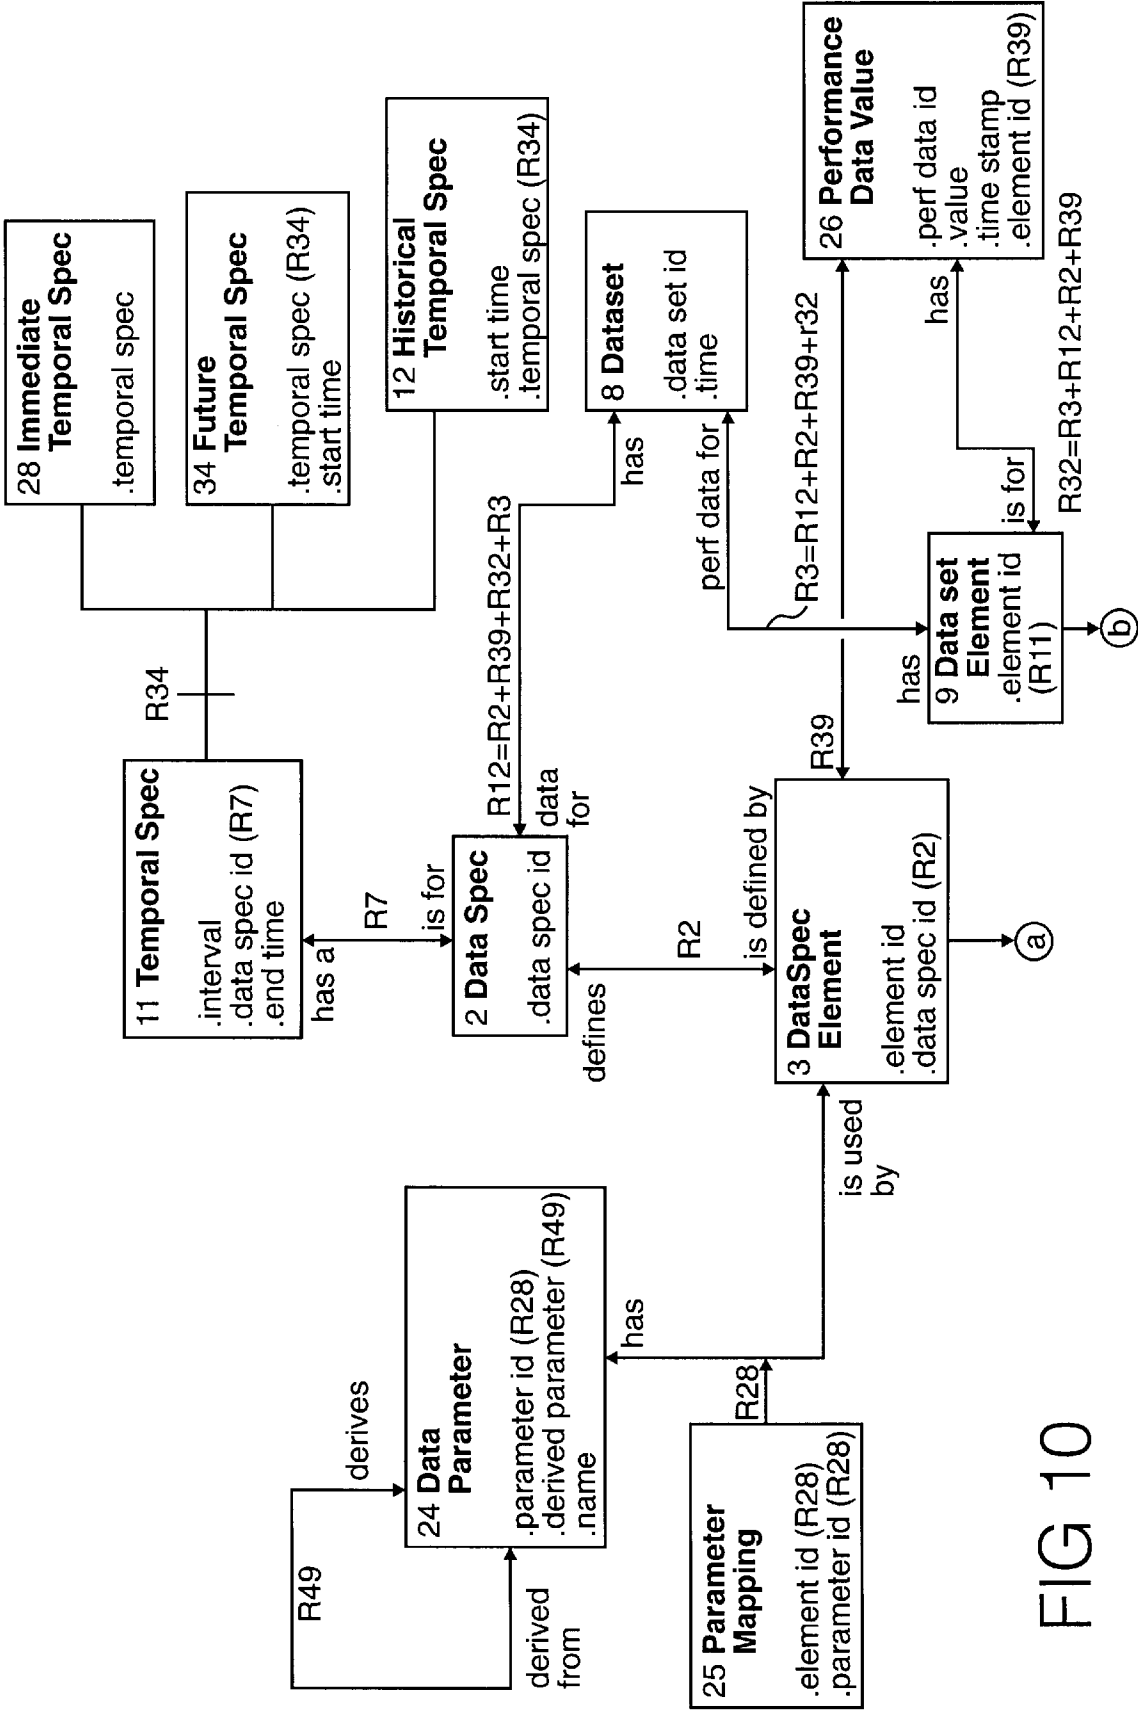 28 Immediate
Temporal Spec
.temporal spec
34 Future
Temporal Spec
.temporal spec (R34)
.start time
12 Historical
Temporal Spec
.start time
.temporal spec (R34)
R34
11 Temporal Spec
.interval
.data spec id (R7)
.end time
has a
R7
is for
2 Data Spec
.data spec id
data
for
R12=R2+R39+R32+R3
has
8 Dataset
.data set id
.time
perf data for
R3=R12+R2+R39+r32
has
9 Data set
Element
.element id
(R11)
b
26 Performance
Data Value
.perf data id
.value
.time stamp
.element id (R39)
has
is for
R32=R3+R12+R2+R39
R39
defines
R2
is defined by
3 DataSpec
Element
.element id
.data spec id (R2)
a
is used
by
R49
derives
derived
from
24 Data
Parameter
.parameter id (R28)
.derived parameter (R49)
.name
has
R28
25 Parameter
Mapping
.element id (R28)
.parameter id (R28)
FIG 10